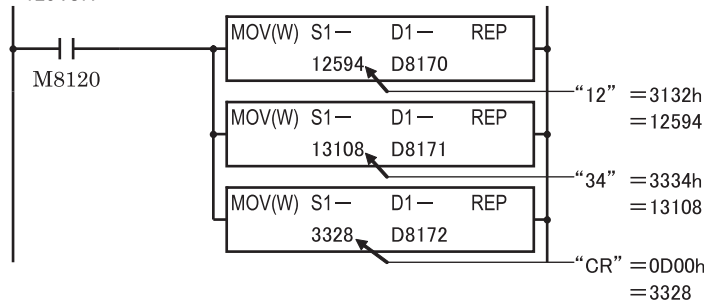 MOV(W) S1— D1— REP
12594 D8170
M8120
"12" =3132h
=12594
MOV(W) S1— D1— REP
13108 D8171
"34" =3334h
=13108
MOV(W) S1— D1— REP
3328 D8172
"CR" =0D00h
=3328